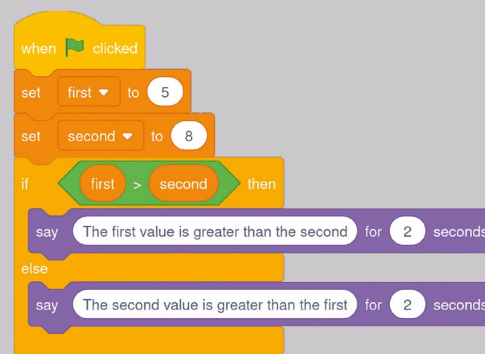 when clicked
set first to 5
set second to 8
if first > second then
say The first value is greater than the second for 2 seconds
else
say The second value is greater than the first for 2 seconds